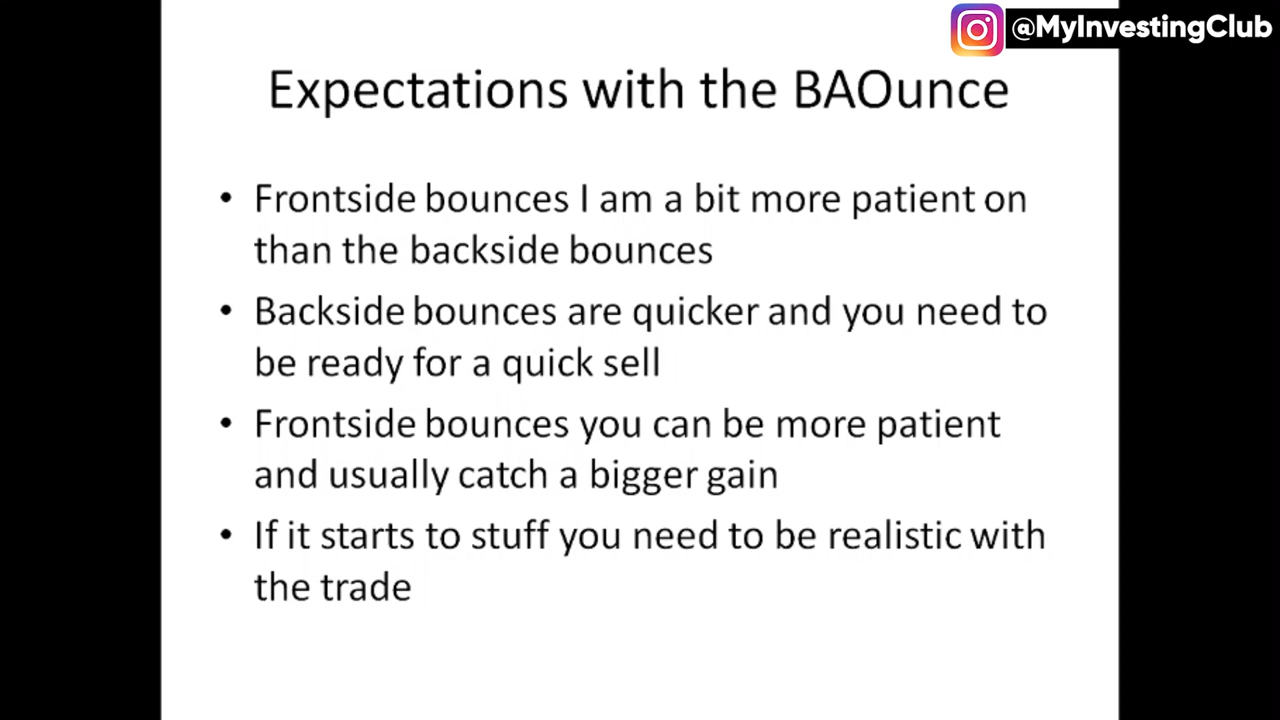 @MyInvestingClub
Expectations with the BAOunce
• Frontside bounces I am a bit more patient on
than the backside bounces
• Backside bounces are quicker and you need to
be ready for a quick sell
• Frontside bounces you can be more patient
and usually catch a bigger gain
• If it starts to stuff you need to be realistic with
the trade